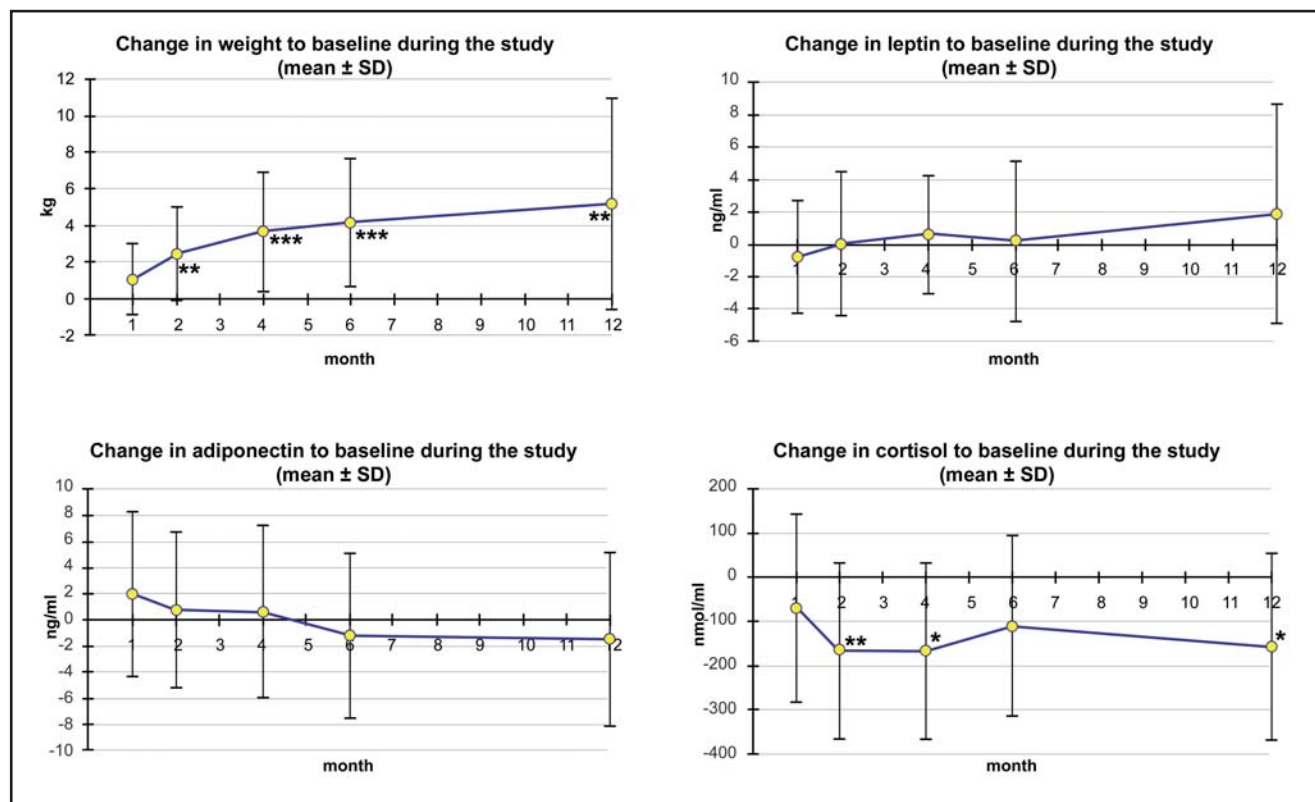 Change in weight to baseline during the study
(mean ± SD)
12
10
8
6
4
2
0
-2
kg
**
***
***
**
1 2 3 4 5 6 7 8 9 10 11 12
month
Change in leptin to baseline during the study
(mean ± SD)
10
8
6
4
2
0
-2
-4
-6
ng/ml
1 2 3 4 5 6 7 8 9 10 11 12
month
Change in adiponectin to baseline during the study
(mean ± SD)
10
8
6
4
2
0
-2
-4
-6
-8
-10
ng/ml
1 2 3 4 5 6 7 8 9 10 11 12
month
Change in cortisol to baseline during the study
(mean ± SD)
200
100
0
-100
-200
-300
-400
nmol/ml
1 2 3 4 5 6 7 8 9 10 11 12
**
*
*
month